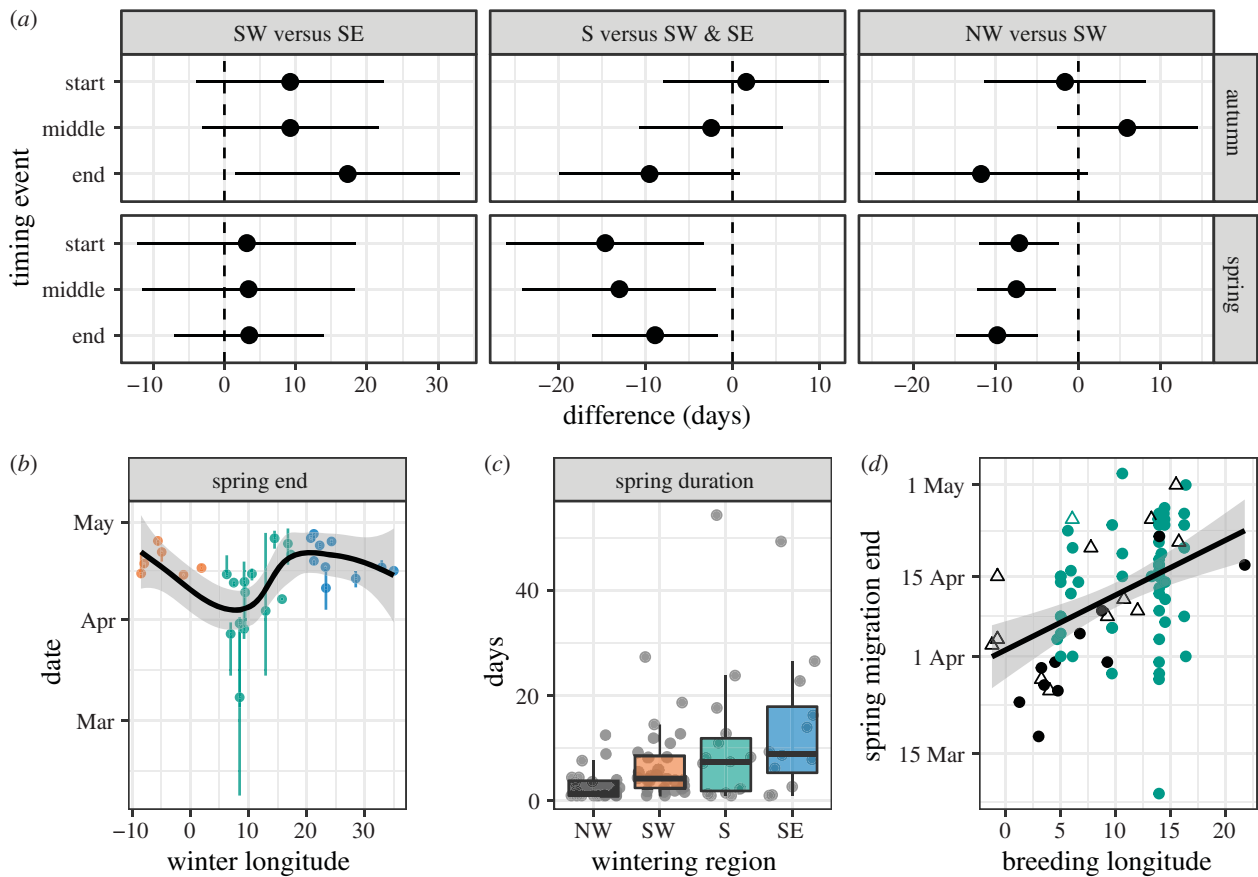 (a)
SW versus SE
S versus SW & SE
NW versus SW
timing event
start
middle
end
autumn
start
middle
end
spring
−10 0 10 20 30
−20 −10 0 10
−20 −10 0 10
difference (days)
(b)
spring end
date
May
Apr
Mar
−10 0 10 20 30
winter longitude
(c)
spring duration
days
40
20
0
NW SW S SE
wintering region
(d)
spring migration end
1 May
15 Apr
1 Apr
15 Mar
0 5 10 15 20
breeding longitude